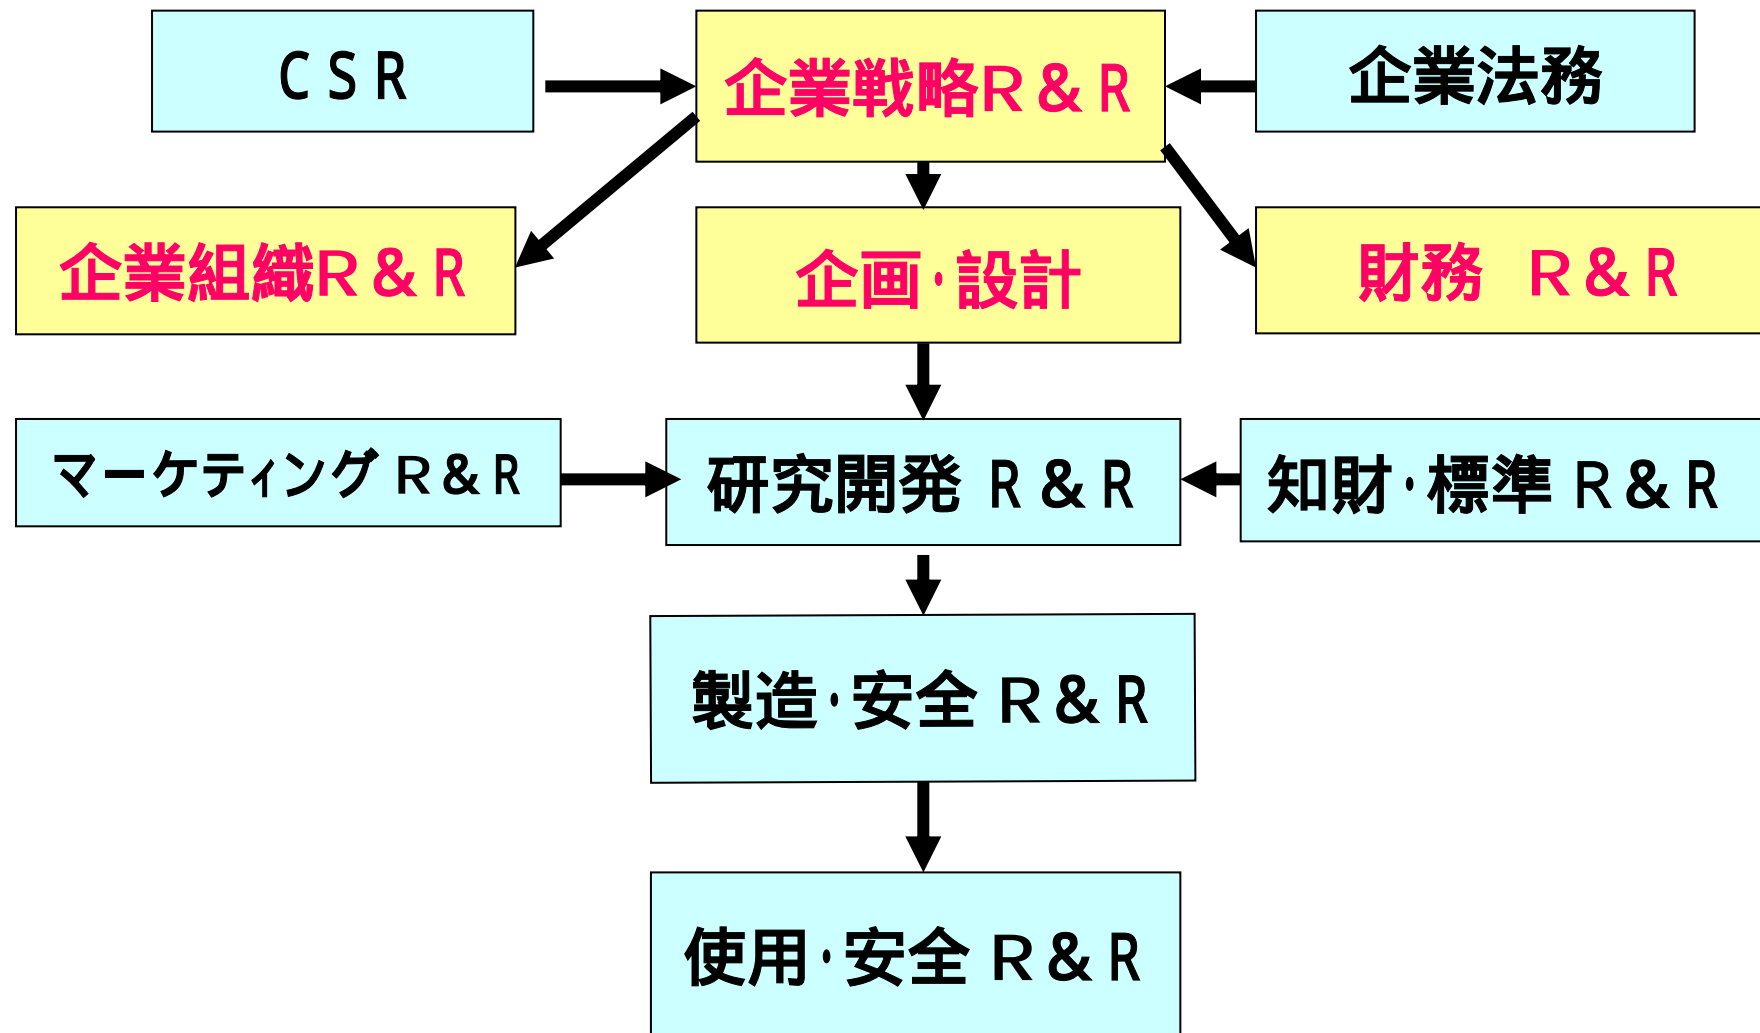 ＣＳＲ
企業戦略Ｒ＆Ｒ
企業法務
企業組織Ｒ＆Ｒ
企画・設計
財務 Ｒ＆Ｒ
マーケティングＲ＆Ｒ
研究開発 Ｒ＆Ｒ
知財・標準 Ｒ＆Ｒ
製造・安全 Ｒ＆Ｒ
使用・安全 Ｒ＆Ｒ